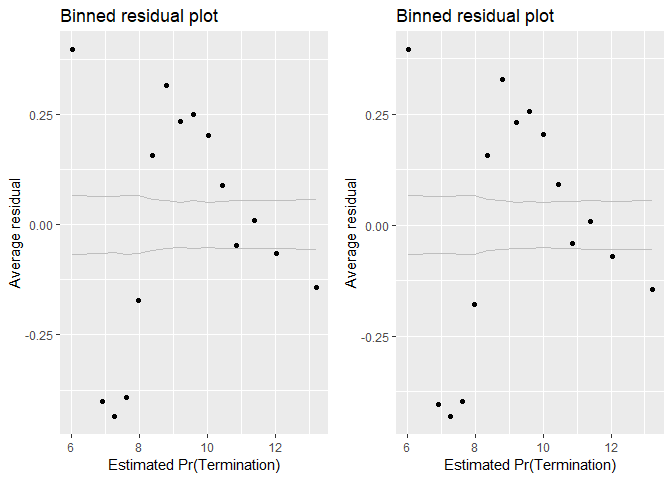 Binned residual plot
Average residual
0.25
0.00
-0.25
6 8 10 12
Estimated Pr(Termination)
Binned residual plot
Average residual
0.25
0.00
-0.25
6 8 10 12
Estimated Pr(Termination)